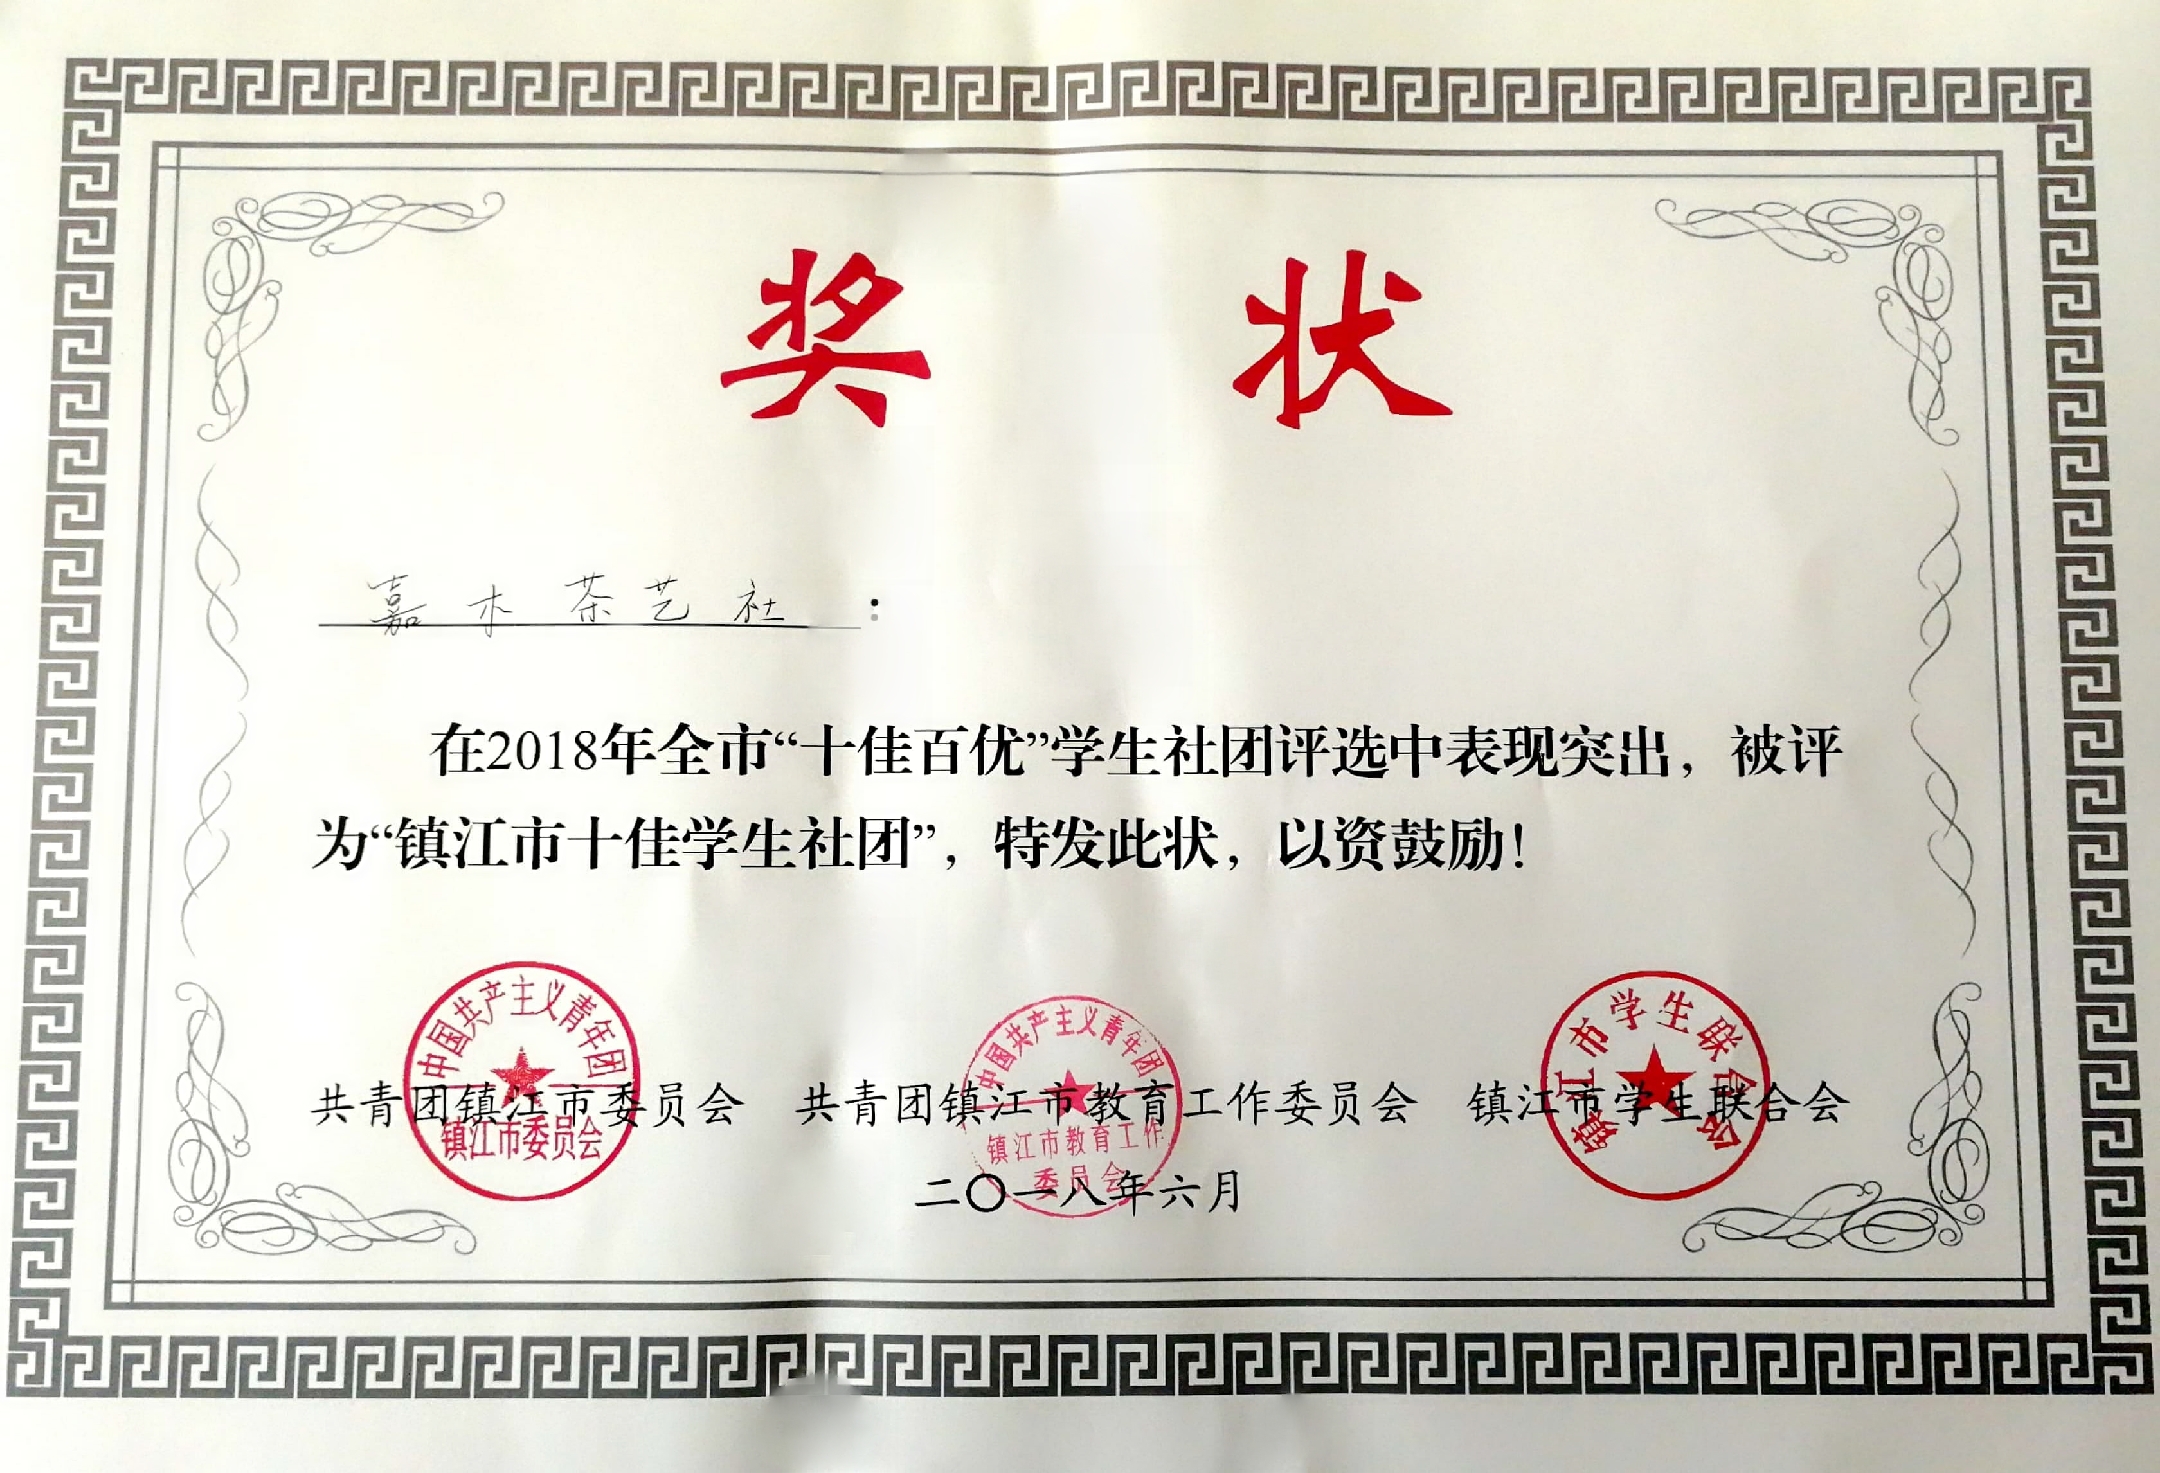 奖状
嘉木茶艺社：
在2018年全市“十佳百优”学生社团评选中表现突出，被评
为“镇江市十佳学生社团”，特发此状，以资鼓励！
中国共产主义青年团
镇江市委员会
中国共产主义青年团
镇江市教育工作
委员会
镇江市学生联合会
共青团镇江市委员会 共青团镇江市教育工作委员会 镇江市学生联合会
二〇一八年六月